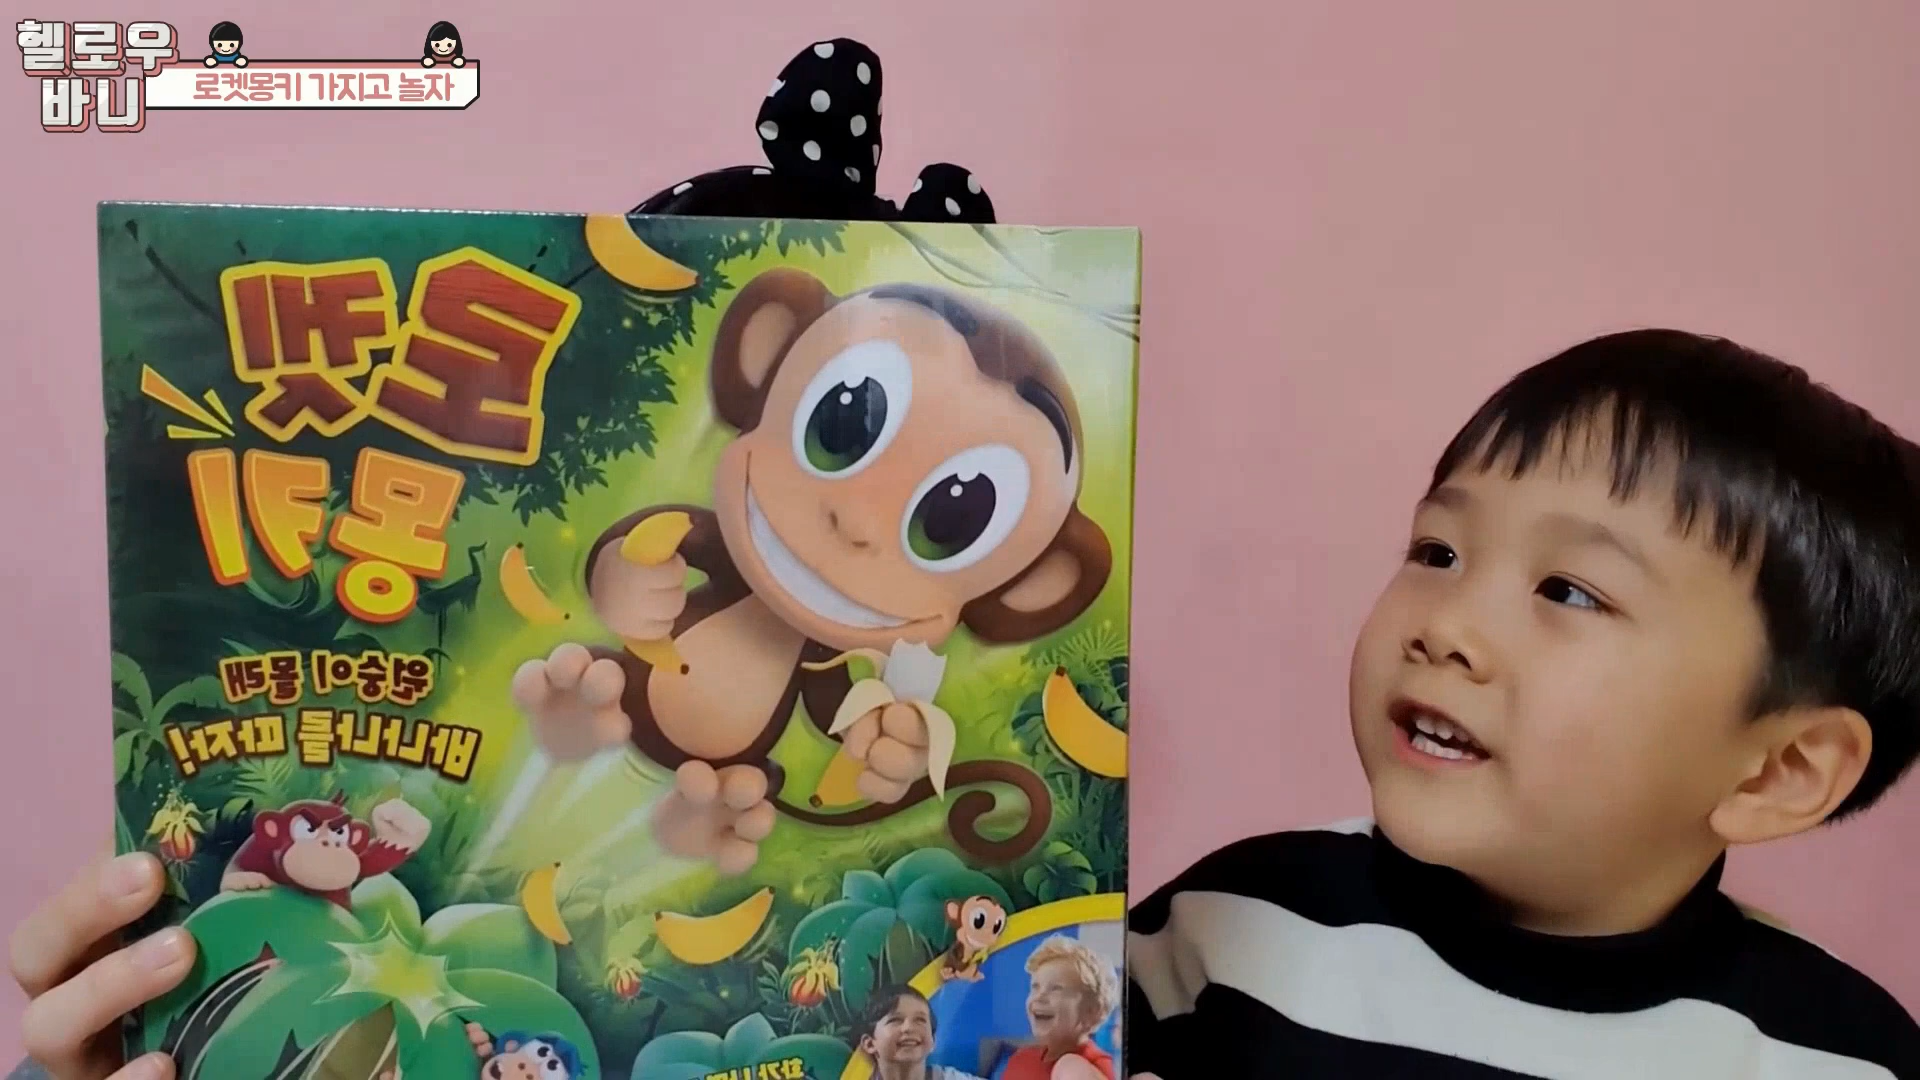 헬로우
바니
로켓몽키 가지고 놀자
로켓
몽키
원숭이 몰래
바나나를 따자!